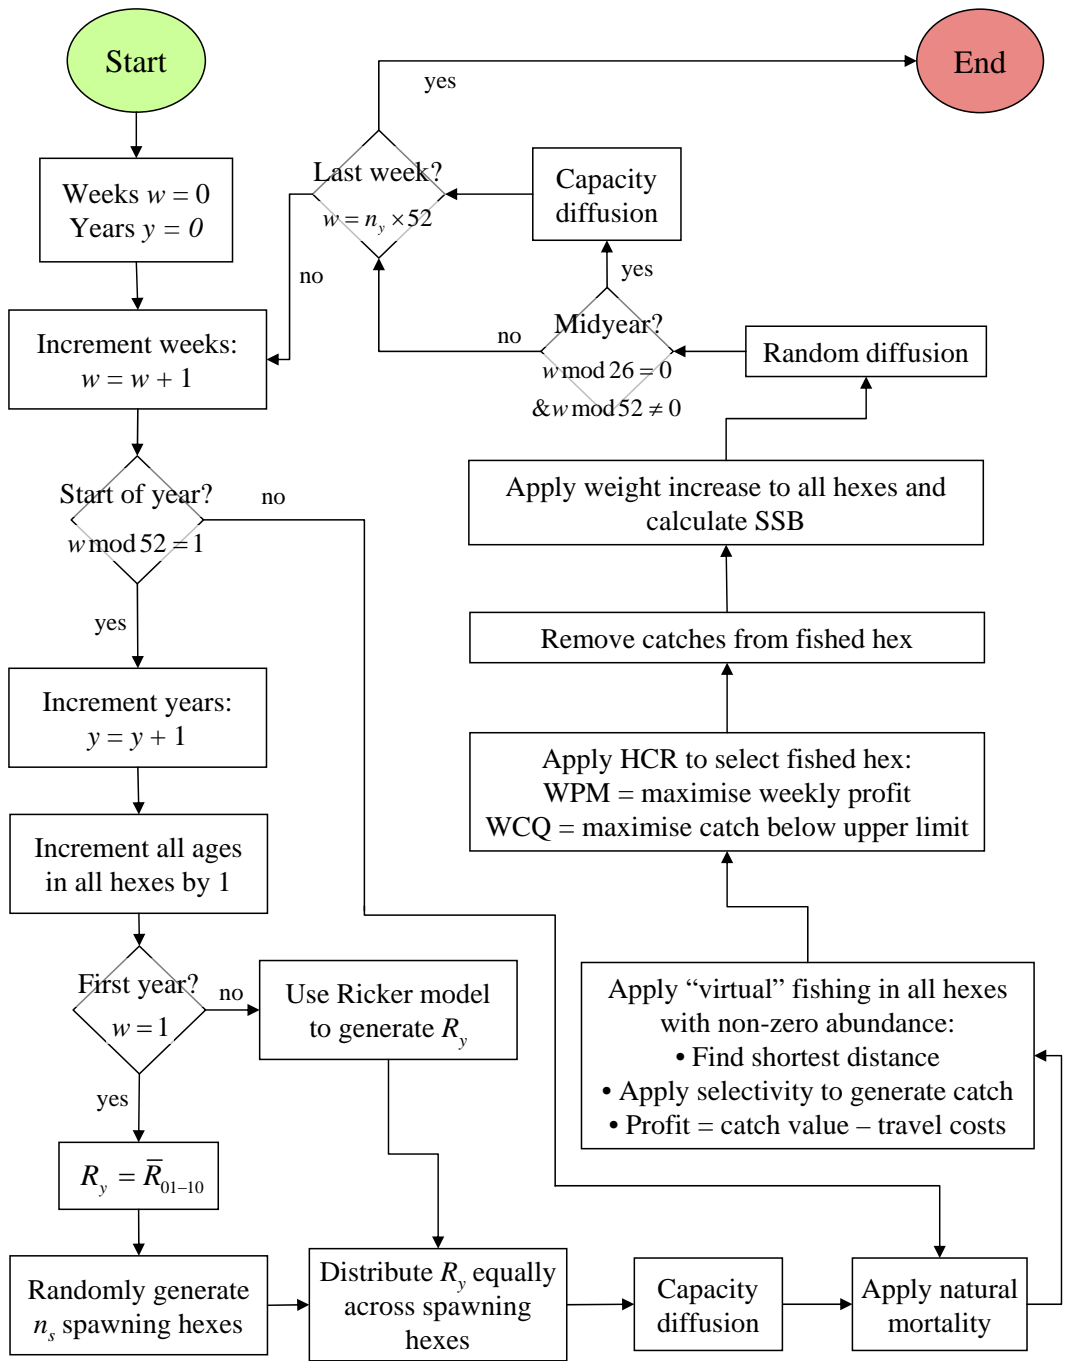 Start
End
yes
Last week?
w = n_y × 52
no
Capacity
diffusion
yes
Weeks w = 0
Years y = 0
Increment weeks:
w = w + 1
Midyear?
w mod 26 = 0
& w mod 52 ≠ 0
no
Random diffusion
Start of year?
w mod 52 = 1
no
yes
Apply weight increase to all hexes and
calculate SSB
Remove catches from fished hex
Increment years:
y = y + 1
Apply HCR to select fished hex:
WPM = maximise weekly profit
WCQ = maximise catch below upper limit
Increment all ages
in all hexes by 1
First year?
w = 1
no
yes
Use Ricker model
to generate R_y
Apply “virtual” fishing in all hexes
with non-zero abundance:
• Find shortest distance
• Apply selectivity to generate catch
• Profit = catch value – travel costs
R_y = R̅_01–10
Randomly generate
n_s spawning hexes
Distribute R_y equally
across spawning
hexes
Capacity
diffusion
Apply natural
mortality